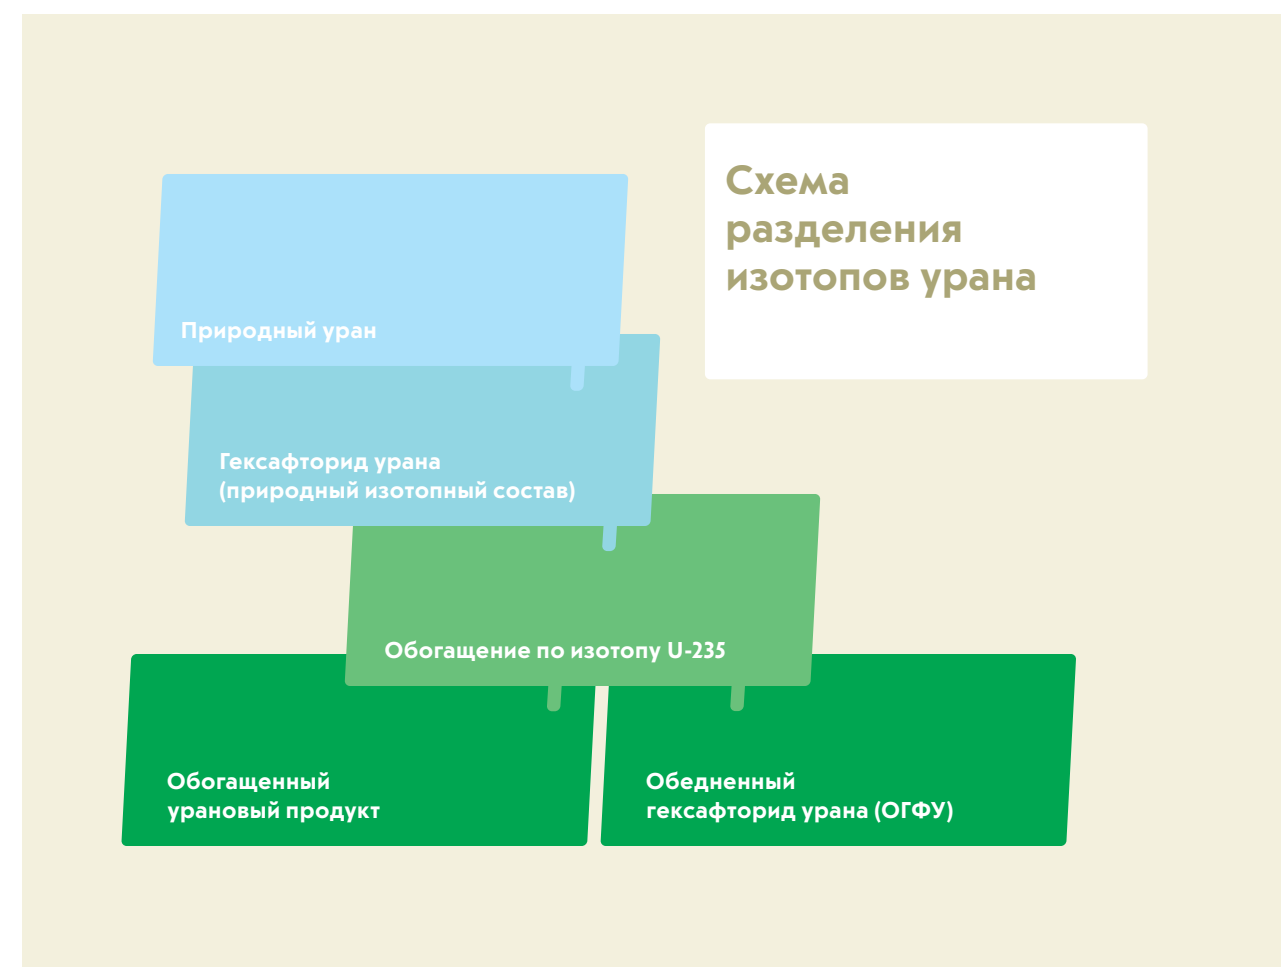 Схема
разделения
изотопов урана
Природный уран
Гексафторид урана
(природный изотопный состав)
Обогащение по изотопу U-235
Обогащенный
урановый продукт
Обедненный
гексафторид урана (ОГФУ)